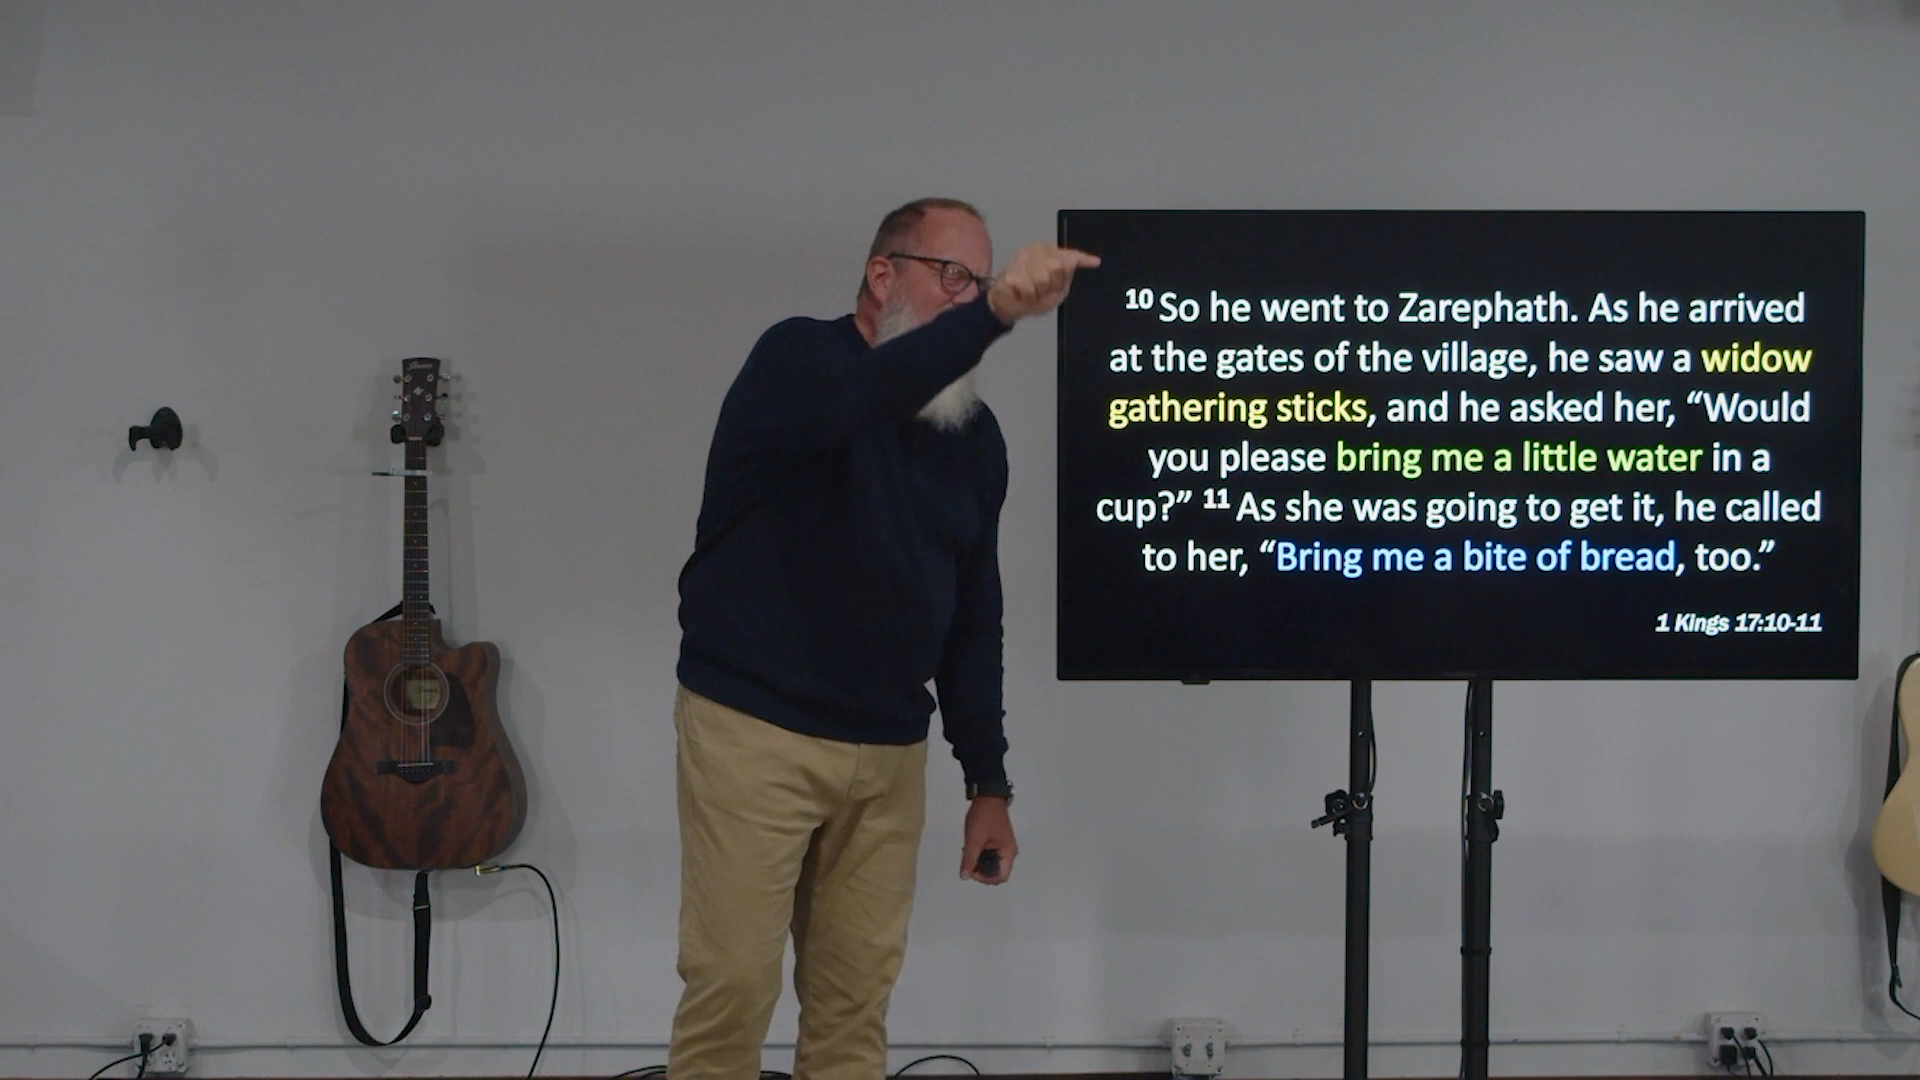 10 So he went to Zarephath. As he arrived
at the gates of the village, he saw a widow
gathering sticks, and he asked her, “Would
you please bring me a little water in a
cup?” 11 As she was going to get it, he called
to her, “Bring me a bite of bread, too.”
1 Kings 17:10-11